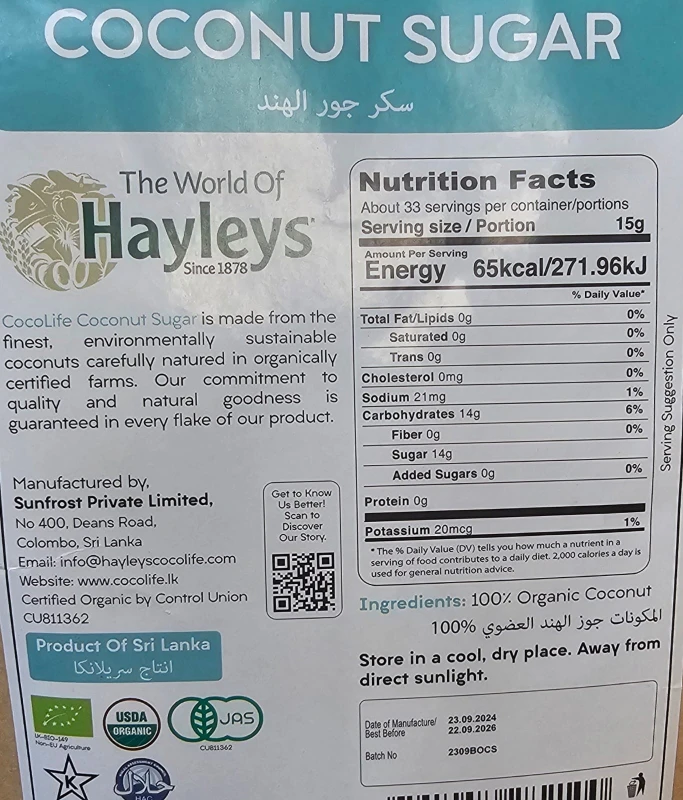 COCONUT SUGAR
سكر جور الهند
The World Of
Hayleys
Since 1878
CocoLife Coconut Sugar is made from the
finest, environmentally sustainable
coconuts carefully natured in organically
certified farms. Our commitment to
quality and natural goodness is
guaranteed in every flake of our product.
Manufactured by,
Sunfrost Private Limited,
No 400, Deans Road,
Colombo, Sri Lanka
Email: info@hayleyscocolife.com
Website: www.cocolife.lk
Certified Organic by Control Union
CU811362
Get to Know
Us Better!
Scan to
Discover
Our Story.
Product Of Sri Lanka
انتاج سريلانكا
LK-BIO-149
Non-EU Agriculture
USDA
ORGANIC
JAS
CU811362
K
حلال
HAC
Nutrition Facts
About 33 servings per container/portions
Serving size / Portion 15g
Amount Per Serving
Energy 65kcal/271.96kJ
% Daily Value*
Total Fat/Lipids 0g 0%
Saturated 0g 0%
Trans 0g 0%
Cholesterol 0mg 0%
Sodium 21mg 1%
Carbohydrates 14g 6%
Fiber 0g 0%
Sugar 14g
Added Sugars 0g 0%
Protein 0g
Potassium 20mcg 1%
* The % Daily Value (DV) tells you how much a nutrient in a
serving of food contributes to a daily diet. 2,000 calories a day is
used for general nutrition advice.
Serving Suggestion Only
Ingredients: 100% Organic Coconut
المكونات جوز الهند العضوي 100%
Store in a cool, dry place. Away from
direct sunlight.
Date of Manufacture/ 23.09.2024
Best Before 22.09.2026
Batch No 2309BOCS